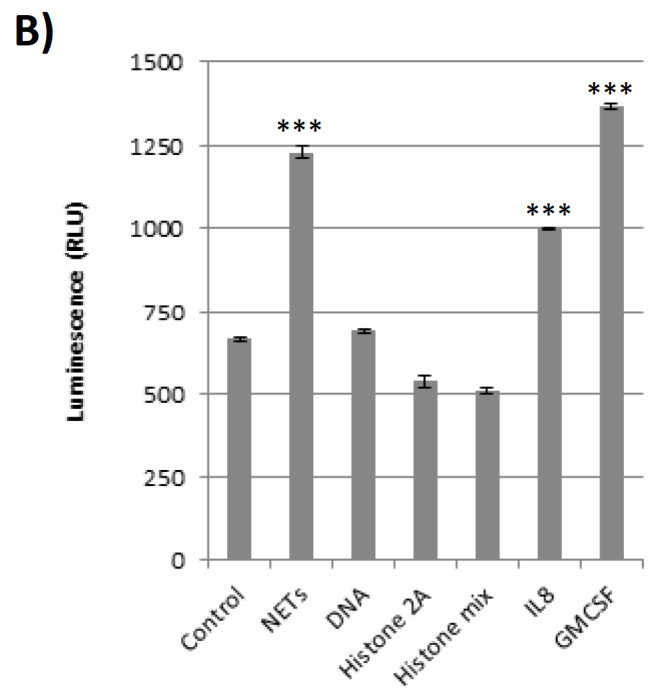 B)
1500
1250
1000
750
500
250
0
Luminescence (RLU)
***
***
***
Control
NETs
DNA
Histone 2A
Histone mix
IL8
GMCSF